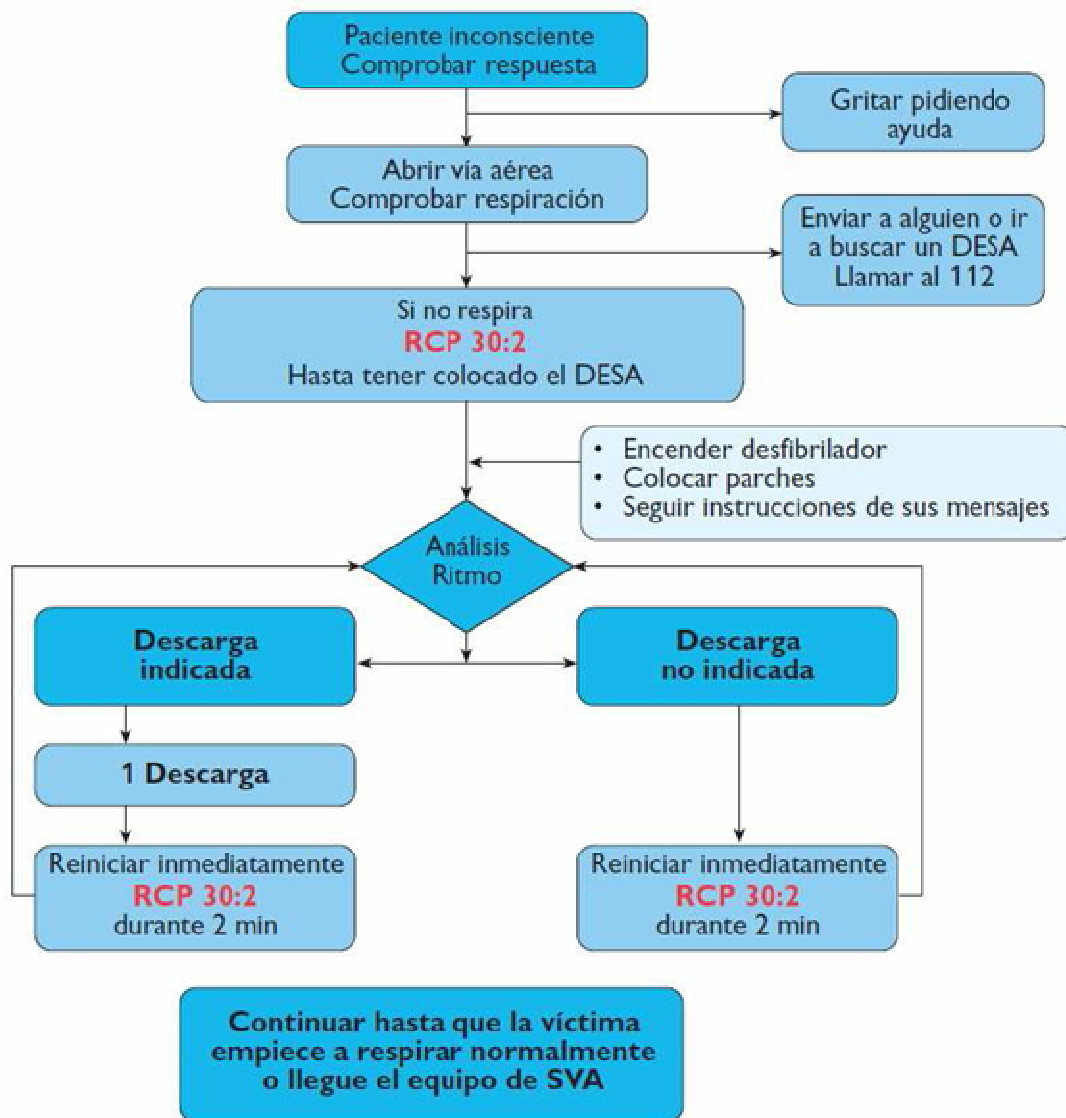 Paciente inconsciente
Comprobar respuesta
Gritar pidiendo
ayuda
Abrir vía aérea
Comprobar respiración
Enviar a alguien o ir
a buscar un DESA
Llamar al 112
Si no respira
RCP 30:2
Hasta tener colocado el DESA
• Encender desfibrilador
• Colocar parches
• Seguir instrucciones de sus mensajes
Análisis
Ritmo
Descarga
indicada
Descarga
no indicada
1 Descarga
Reiniciar inmediatamente
RCP 30:2
durante 2 min
Reiniciar inmediatamente
RCP 30:2
durante 2 min
Continuar hasta que la víctima
empiece a respirar normalmente
o llegue el equipo de SVA